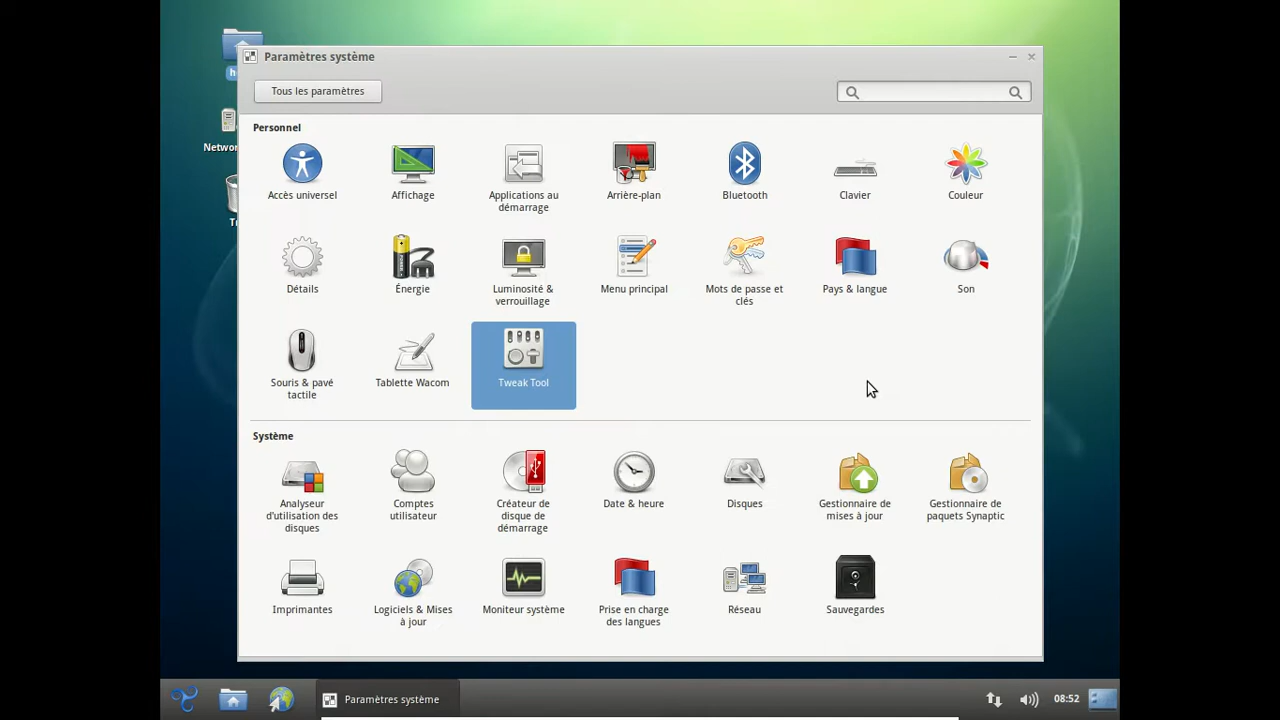 Paramètres système
Tous les paramètres
Networ
Personnel
Accès universel
Affichage
Applications au
démarrage
Arrière-plan
Bluetooth
Clavier
Couleur
Détails
Énergie
Luminosité &
verrouillage
Menu principal
Mots de passe et
clés
Pays & langue
Son
Souris & pavé
tactile
Tablette Wacom
Tweak Tool
Système
Analyseur
d'utilisation des
disques
Comptes
utilisateur
Créateur de
disque de
démarrage
Date & heure
Disques
Gestionnaire de
mises à jour
Gestionnaire de
paquets Synaptic
Imprimantes
Logiciels & Mises
à jour
Moniteur système
Prise en charge
des langues
Réseau
Sauvegardes
Paramètres système
08:52